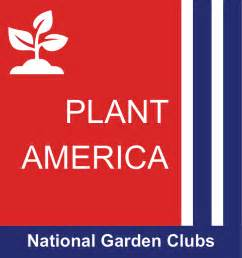 PLANT
AMERICA
National Garden Clubs